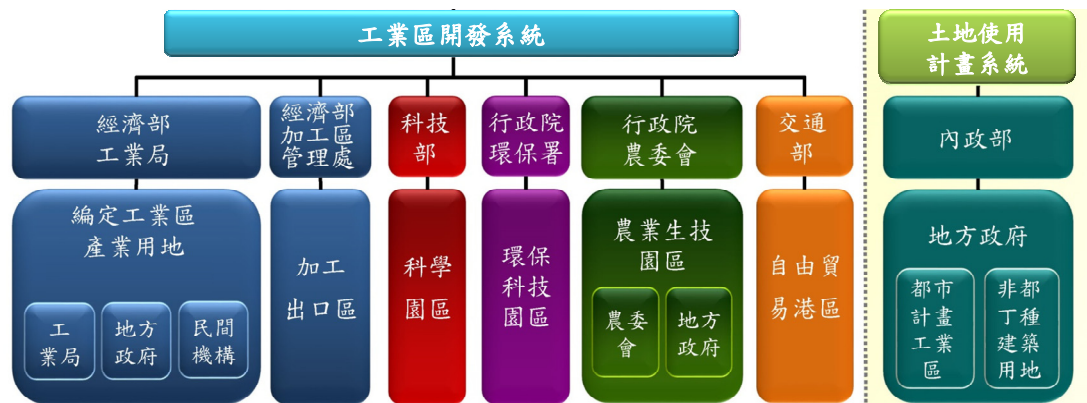 工業區開發系統
土地使用
計畫系統
經濟部
工業局
經濟部
加工區
管理處
科技
部
行政院
環保署
行政院
農委會
交通
部
內政部
編定工業區
產業用地
工
業局
地方
政府
民間
機構
加工
出口區
科學
園區
環保
科技
園區
農業生技
園區
農委
會
地方
政府
自由貿
易港區
地方政府
都市
計畫
工業
區
非都
丁種
建築
用地